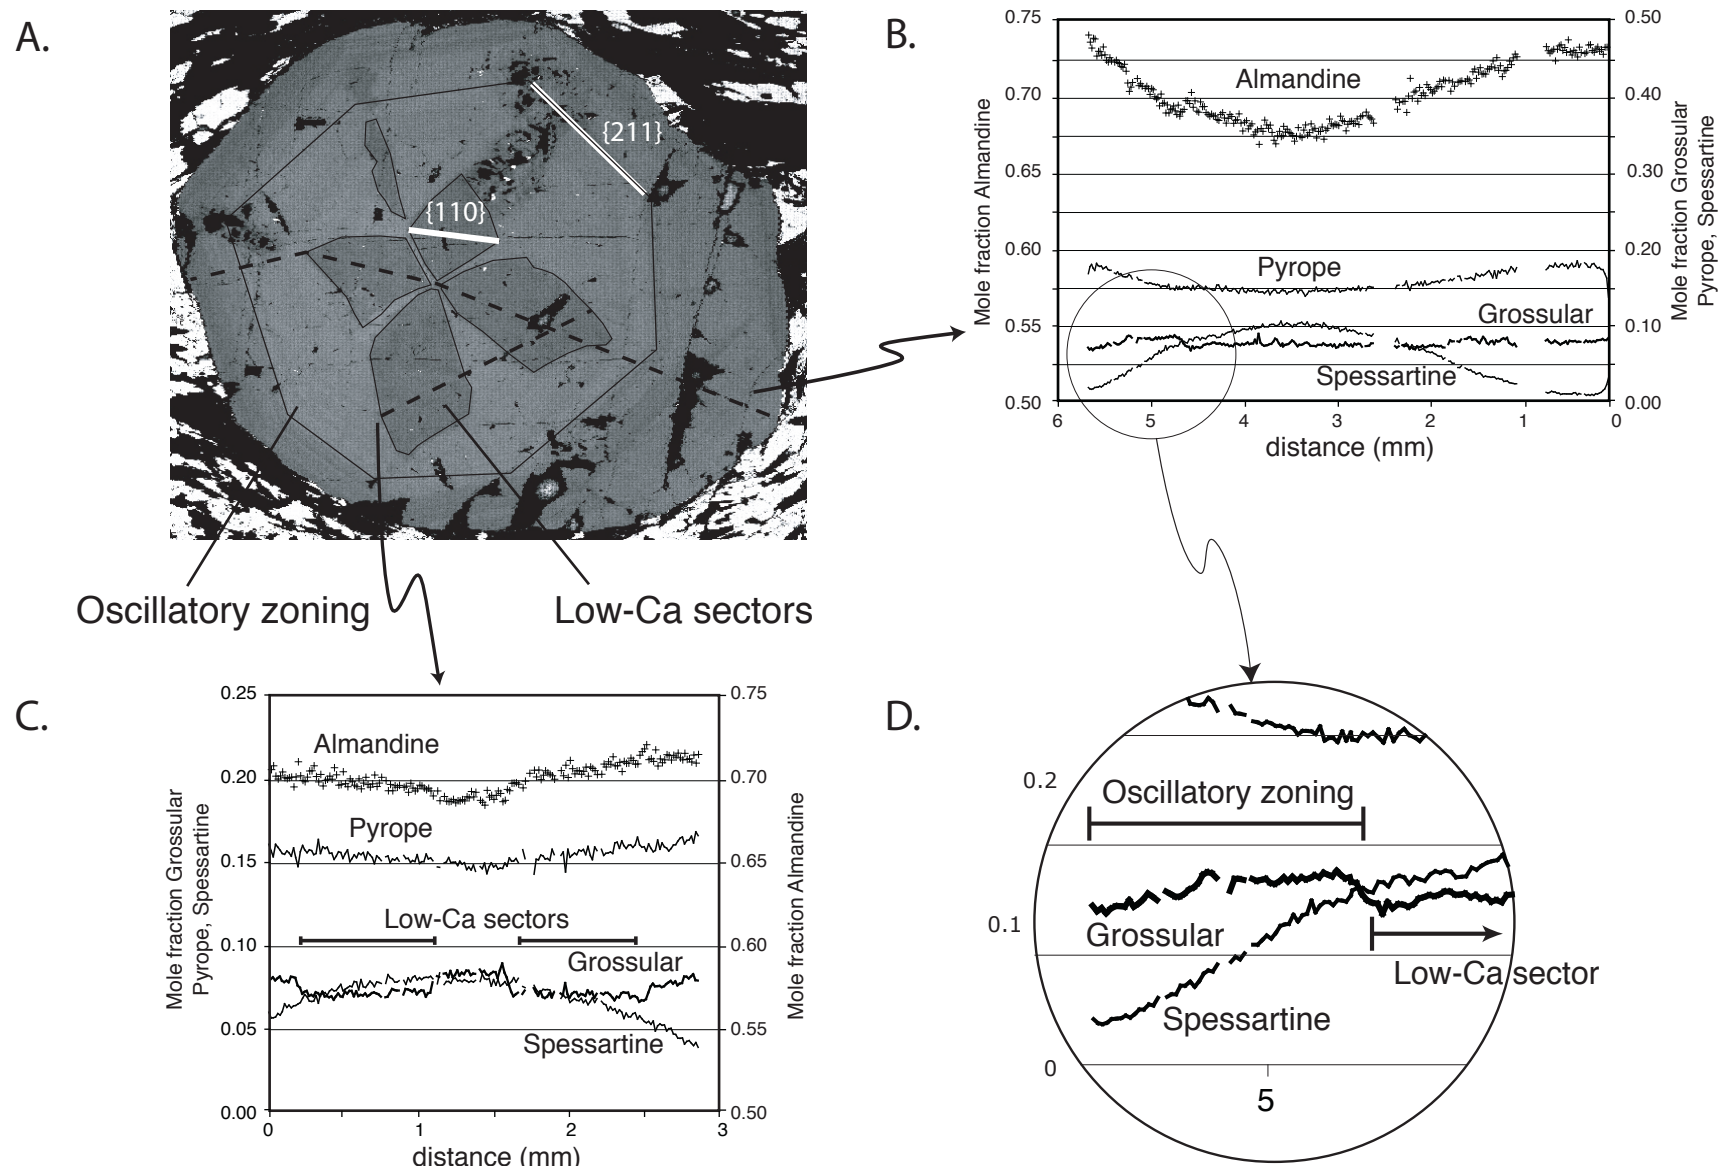 A.
{211}
{110}
Oscillatory zoning
Low-Ca sectors
B.
0.75
0.70
0.65
0.60
0.55
0.50
Mole fraction Almandine
0.50
0.40
0.30
0.20
0.10
0.00
Mole fraction Grossular
Pyrope, Spessartine
Almandine
Pyrope
Grossular
Spessartine
6
5
4
3
2
1
0
distance (mm)
C.
0.25
0.20
0.15
0.10
0.05
0.00
Mole fraction Grossular
Pyrope, Spessartine
0.75
0.70
0.65
0.60
0.55
0.50
Mole fraction Almandine
Almandine
Pyrope
Low-Ca sectors
Grossular
Spessartine
0
1
2
3
distance (mm)
D.
0.2
Oscillatory zoning
0.1
Grossular
Low-Ca sector
Spessartine
0
5